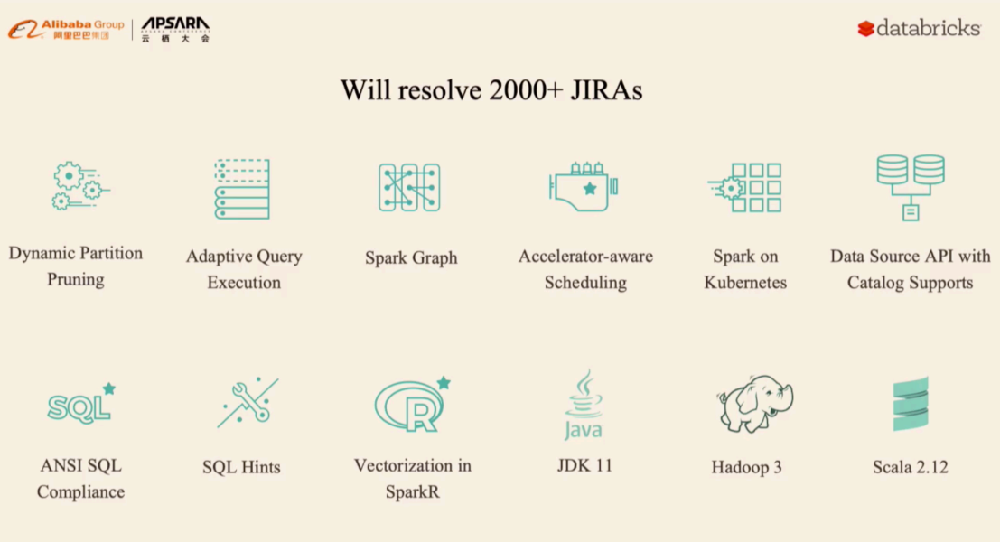 Alibaba Group
阿里巴巴集团
APSARA
APSARA CONFERENCE
云栖大会
databricks
Will resolve 2000+ JIRAs
Dynamic Partition
Pruning
Adaptive Query
Execution
Spark Graph
Accelerator-aware
Scheduling
Spark on
Kubernetes
Data Source API with
Catalog Supports
SQL
ANSI SQL
Compliance
SQL Hints
R
Vectorization in
SparkR
Java
JDK 11
Hadoop 3
Scala 2.12